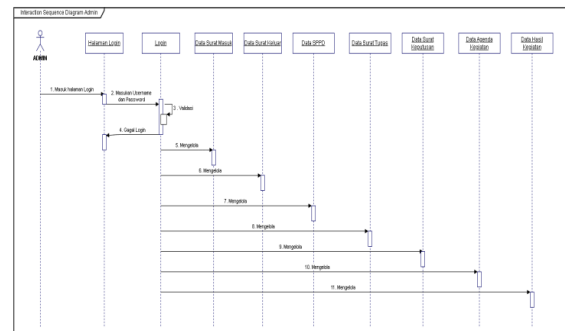 Interaction Sequence Diagram Admin
ADMIN
Halaman Login
Login
Data Surat Masuk
Data Surat Keluar
Data SPPD
Data Surat Tugas
Data Surat
Keputusan
Data Agenda
Kegiatan
Data Hasil
Kegiatan
1. Masuk halaman Login
2. Masukan Username
dan Password
3. Validasi
4. Gagal Login
5. Mengelola
6. Mengelola
7. Mengelola
8. Mengelola
9. Mengelola
10. Mengelola
11. Mengelola